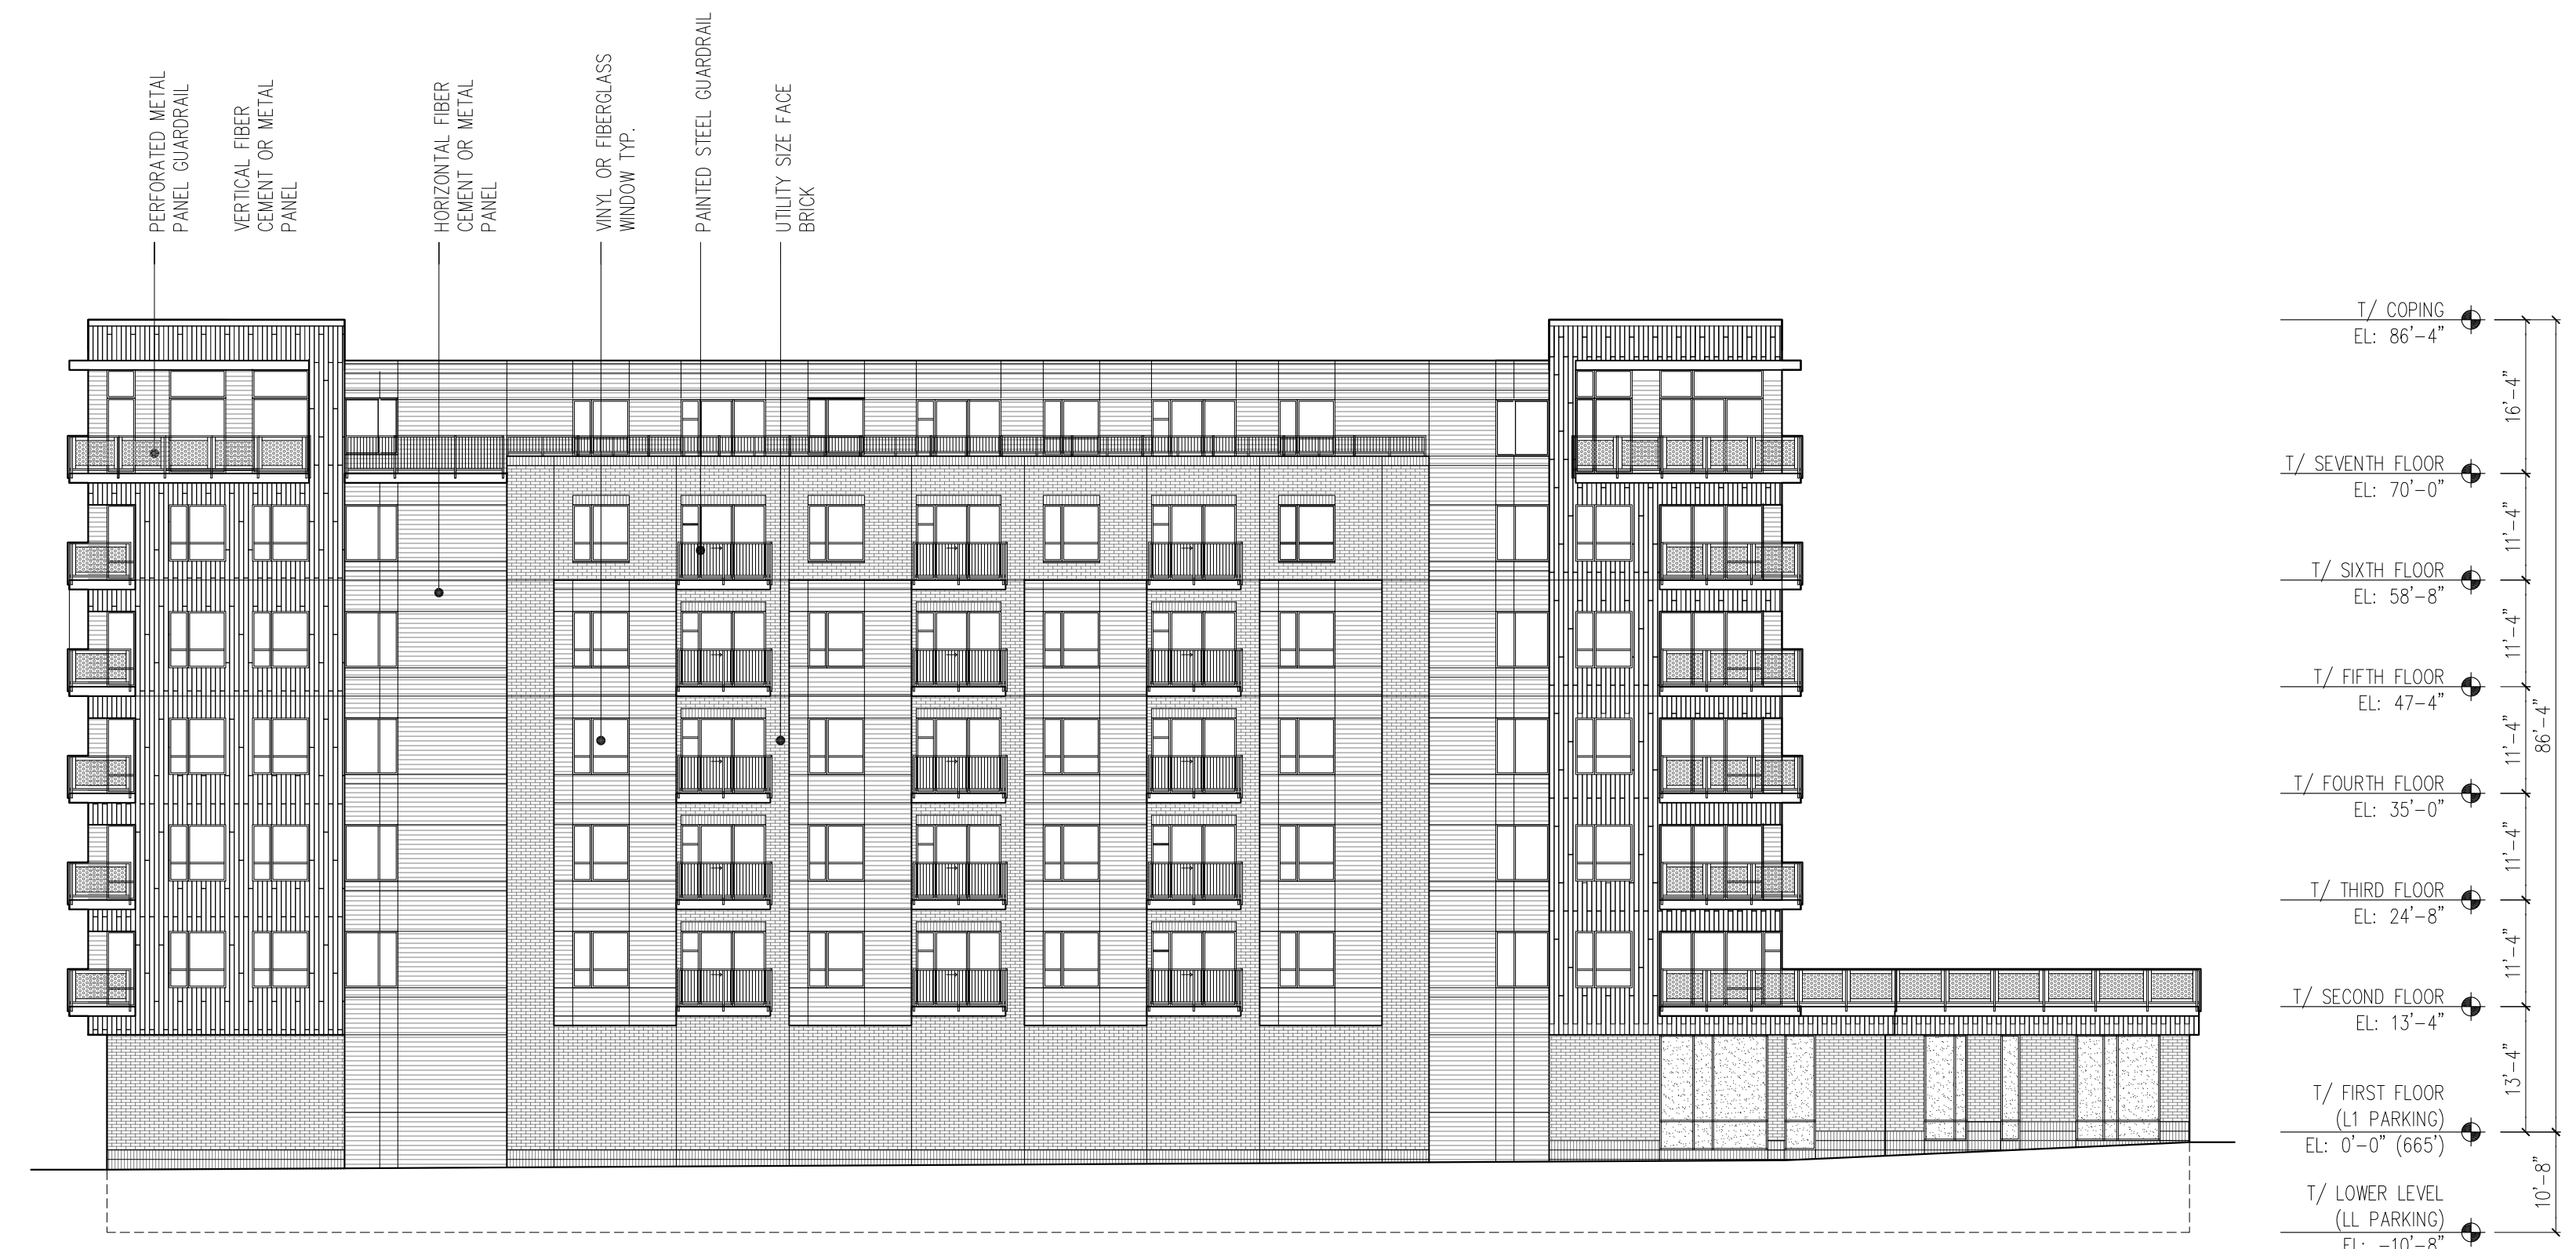 PERFORATED METAL
PANEL GUARDRAIL
VERTICAL FIBER
CEMENT OR METAL
PANEL
HORIZONTAL FIBER
CEMENT OR METAL
PANEL
VINYL OR FIBERGLASS
WINDOW TYP.
PAINTED STEEL GUARDRAIL
UTILITY SIZE FACE
BRICK
T/ COPING
EL: 86'-4"
16'-4"
T/ SEVENTH FLOOR
EL: 70'-0"
11'-4"
T/ SIXTH FLOOR
EL: 58'-8"
11'-4"
T/ FIFTH FLOOR
EL: 47'-4"
11'-4"
86'-4"
T/ FOURTH FLOOR
EL: 35'-0"
11'-4"
T/ THIRD FLOOR
EL: 24'-8"
11'-4"
T/ SECOND FLOOR
EL: 13'-4"
13'-4"
T/ FIRST FLOOR
(L1 PARKING)
EL: 0'-0" (665')
10'-8"
T/ LOWER LEVEL
(LL PARKING)
EL: -10'-8"